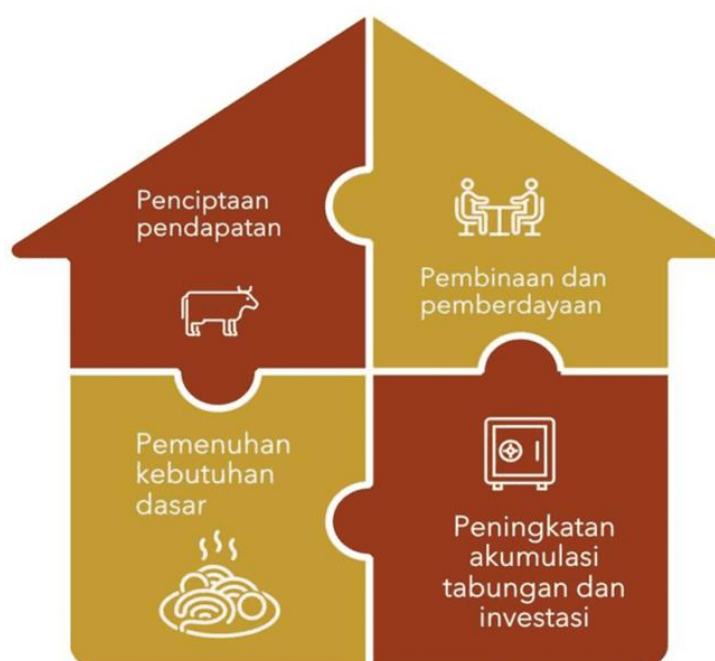 Penciptaan
pendapatan
Pembinaan dan
pemberdayaan
Pemenuhan
kebutuhan
dasar
Peningkatan
akumulasi
tabungan dan
investasi